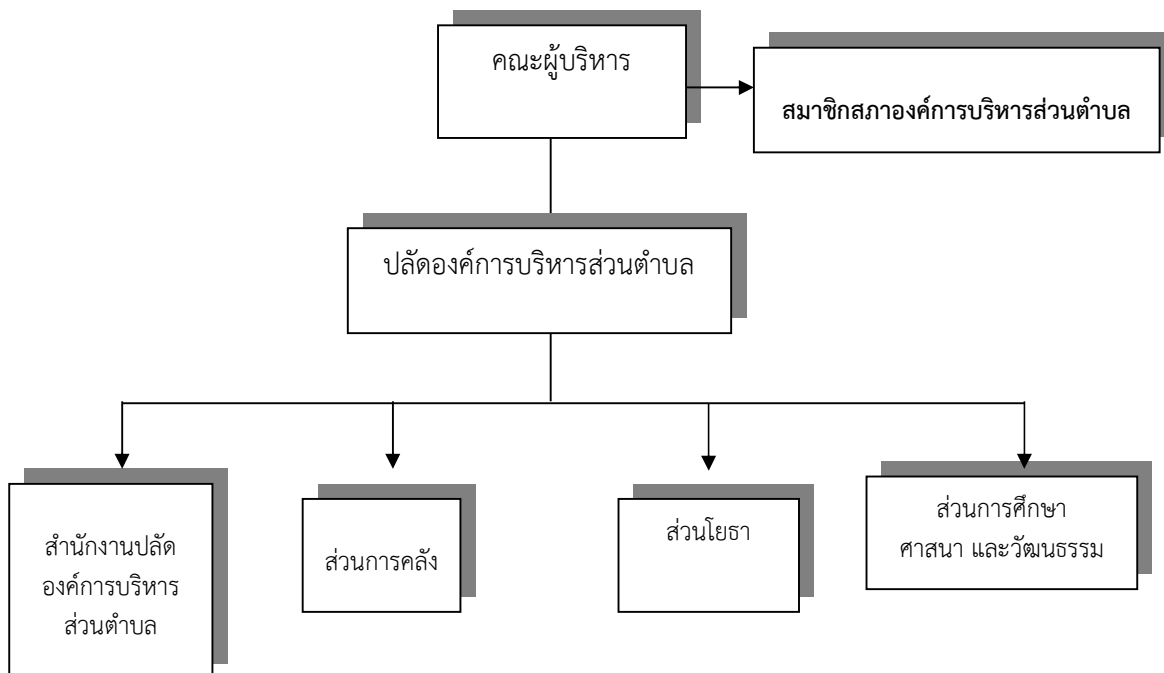 คณะผู้บริหาร
สมาชิกสภาองค์การบริหารส่วนตำบล
ปลัดองค์การบริหารส่วนตำบล
สำนักงานปลัด
องค์การบริหาร
ส่วนตำบล
ส่วนการคลัง
ส่วนโยธา
ส่วนการศึกษา
ศาสนา และวัฒนธรรม